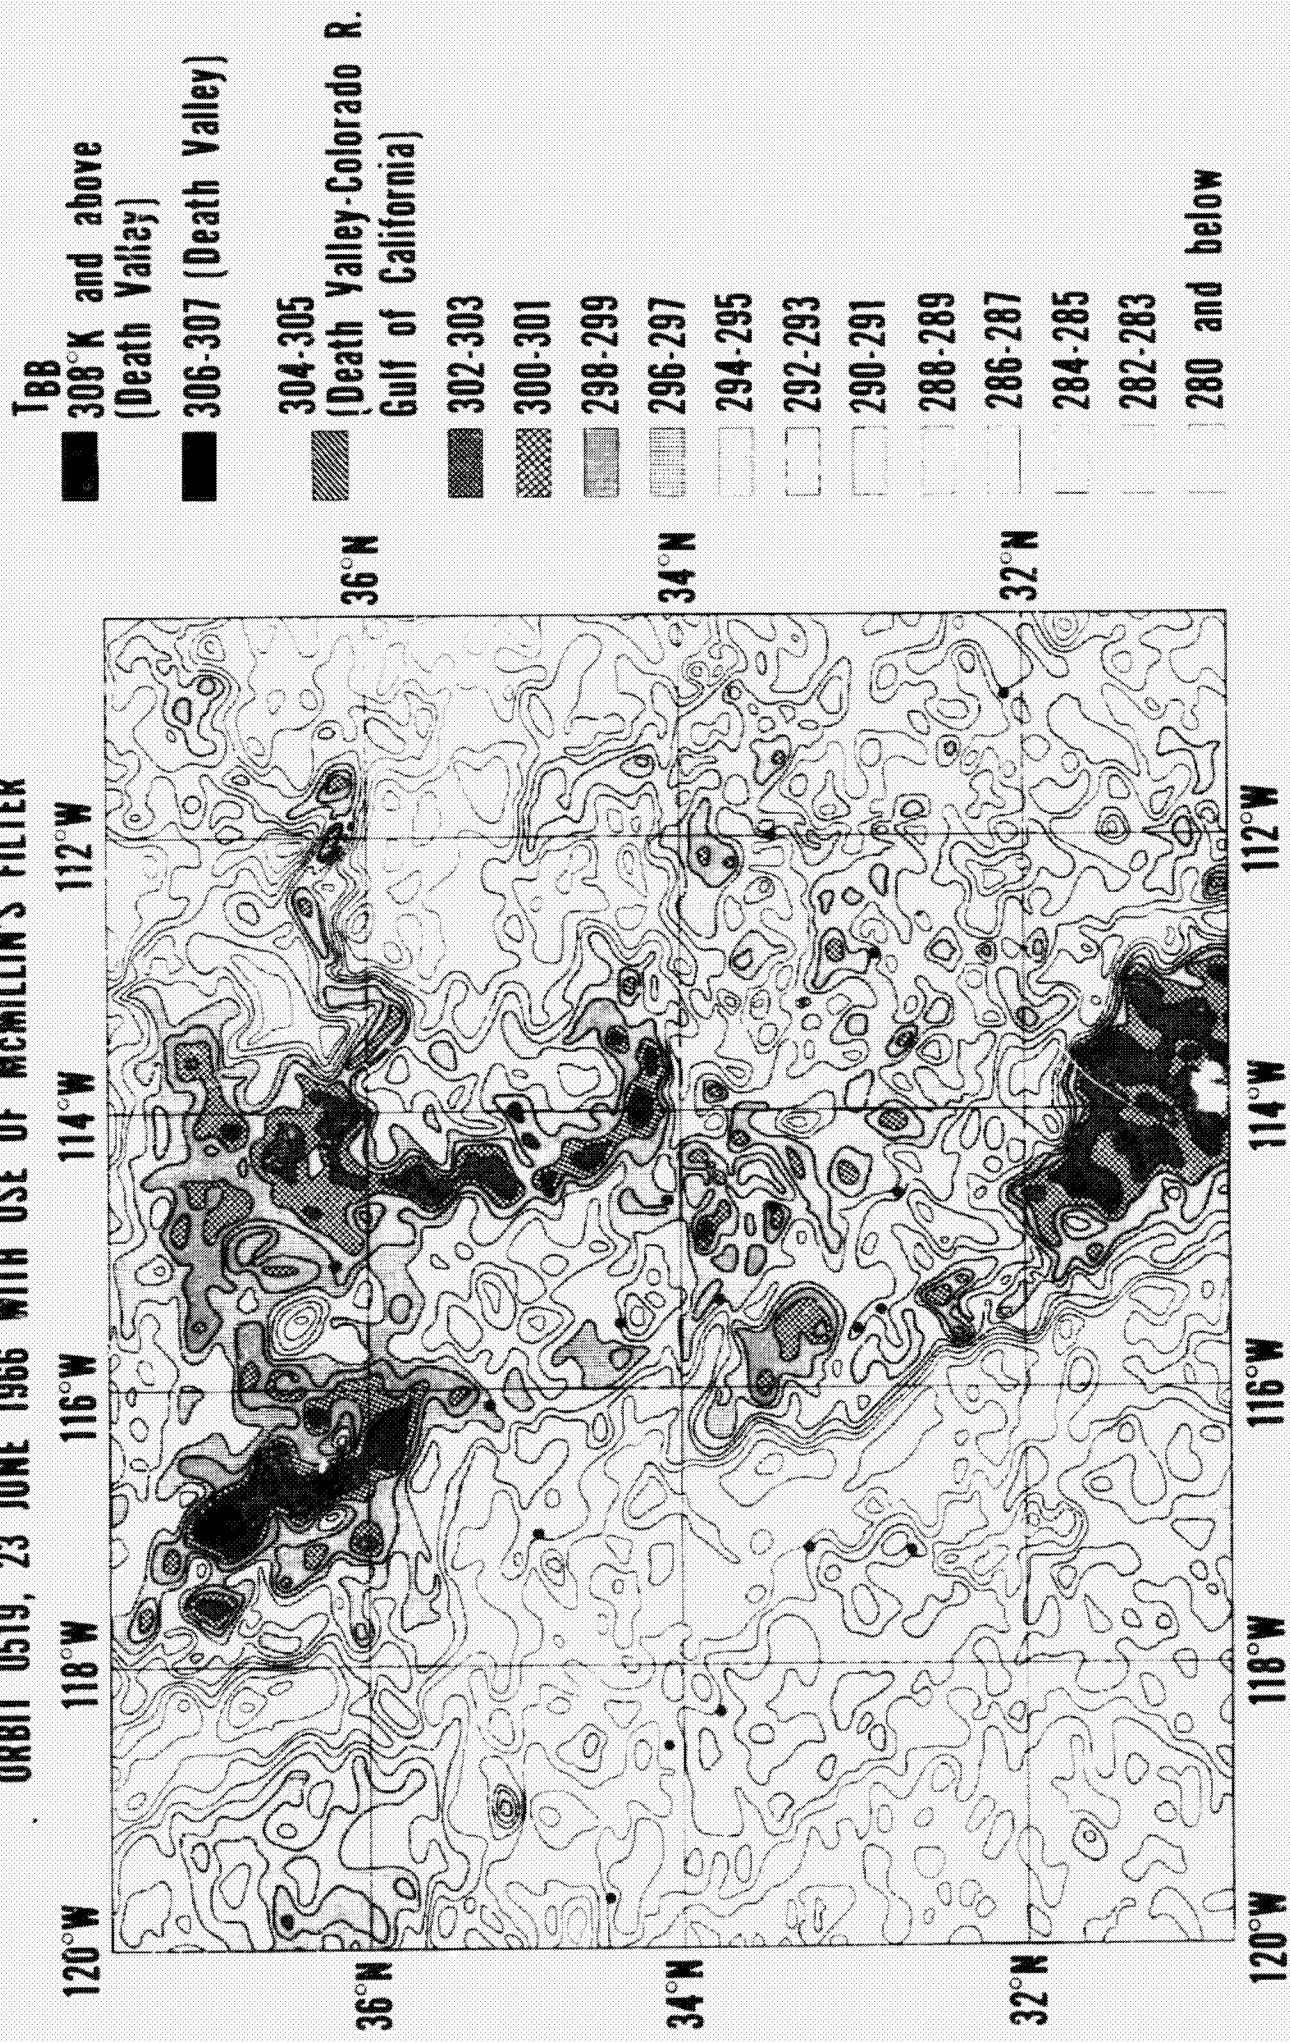 ORBIT 0519, 23 JUNE 1966 WITH USE OF MCMILLIN'S FILTER
120°W
118°W
116°W
114°W
112°W
36°N
36°N
34°N
34°N
32°N
32°N
120°W
118°W
116°W
114°W
112°W
TBB
308°K and above
(Death Valley)
306-307 (Death Valley)
304-305
(Death Valley-Colorado R.
Gulf of California)
302-303
300-301
298-299
296-297
294-295
292-293
290-291
288-289
286-287
284-285
282-283
280 and below